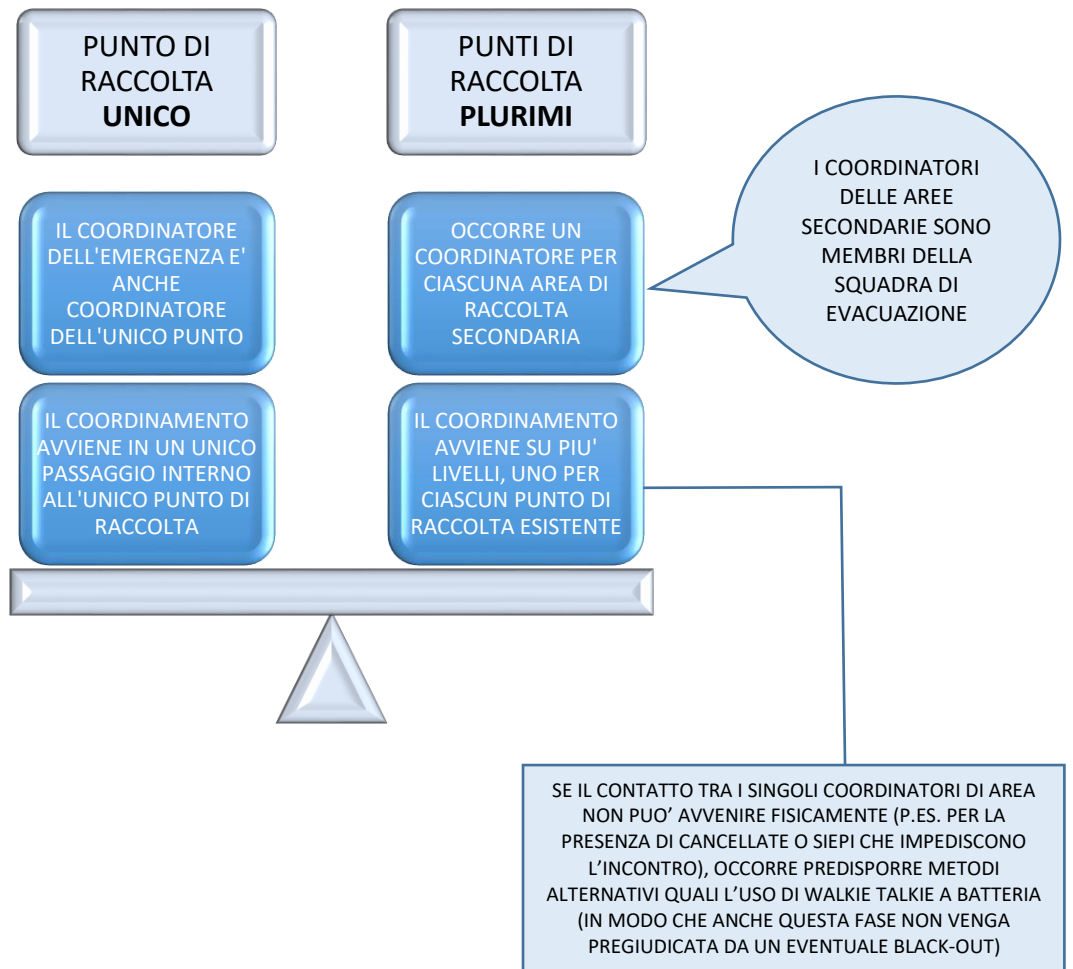 PUNTO DI
RACCOLTA
UNICO
PUNTI DI
RACCOLTA
PLURIMI
IL COORDINATORE
DELL'EMERGENZA E'
ANCHE
COORDINATORE
DELL'UNICO PUNTO
OCCORRE UN
COORDINATORE PER
CIASCUNA AREA DI
RACCOLTA
SECONDARIA
I COORDINATORI
DELLE AREE
SECONDARIE SONO
MEMBRI DELLA
SQUADRA DI
EVACUAZIONE
IL COORDINAMENTO
AVVIENE IN UN UNICO
PASSAGGIO INTERNO
ALL'UNICO PUNTO DI
RACCOLTA
IL COORDINAMENTO
AVVIENE SU PIU'
LIVELLI, UNO PER
CIASCUN PUNTO DI
RACCOLTA ESISTENTE
SE IL CONTATTO TRA I SINGOLI COORDINATORI DI AREA
NON PUO’ AVVENIRE FISICAMENTE (P.ES. PER LA
PRESENZA DI CANCELLATE O SIEPI CHE IMPEDISCONO
L’INCONTRO), OCCORRE PREDISPORRE METODI
ALTERNATIVI QUALI L’USO DI WALKIE TALKIE A BATTERIA
(IN MODO CHE ANCHE QUESTA FASE NON VENGA
PREGIUDICATA DA UN EVENTUALE BLACK-OUT)